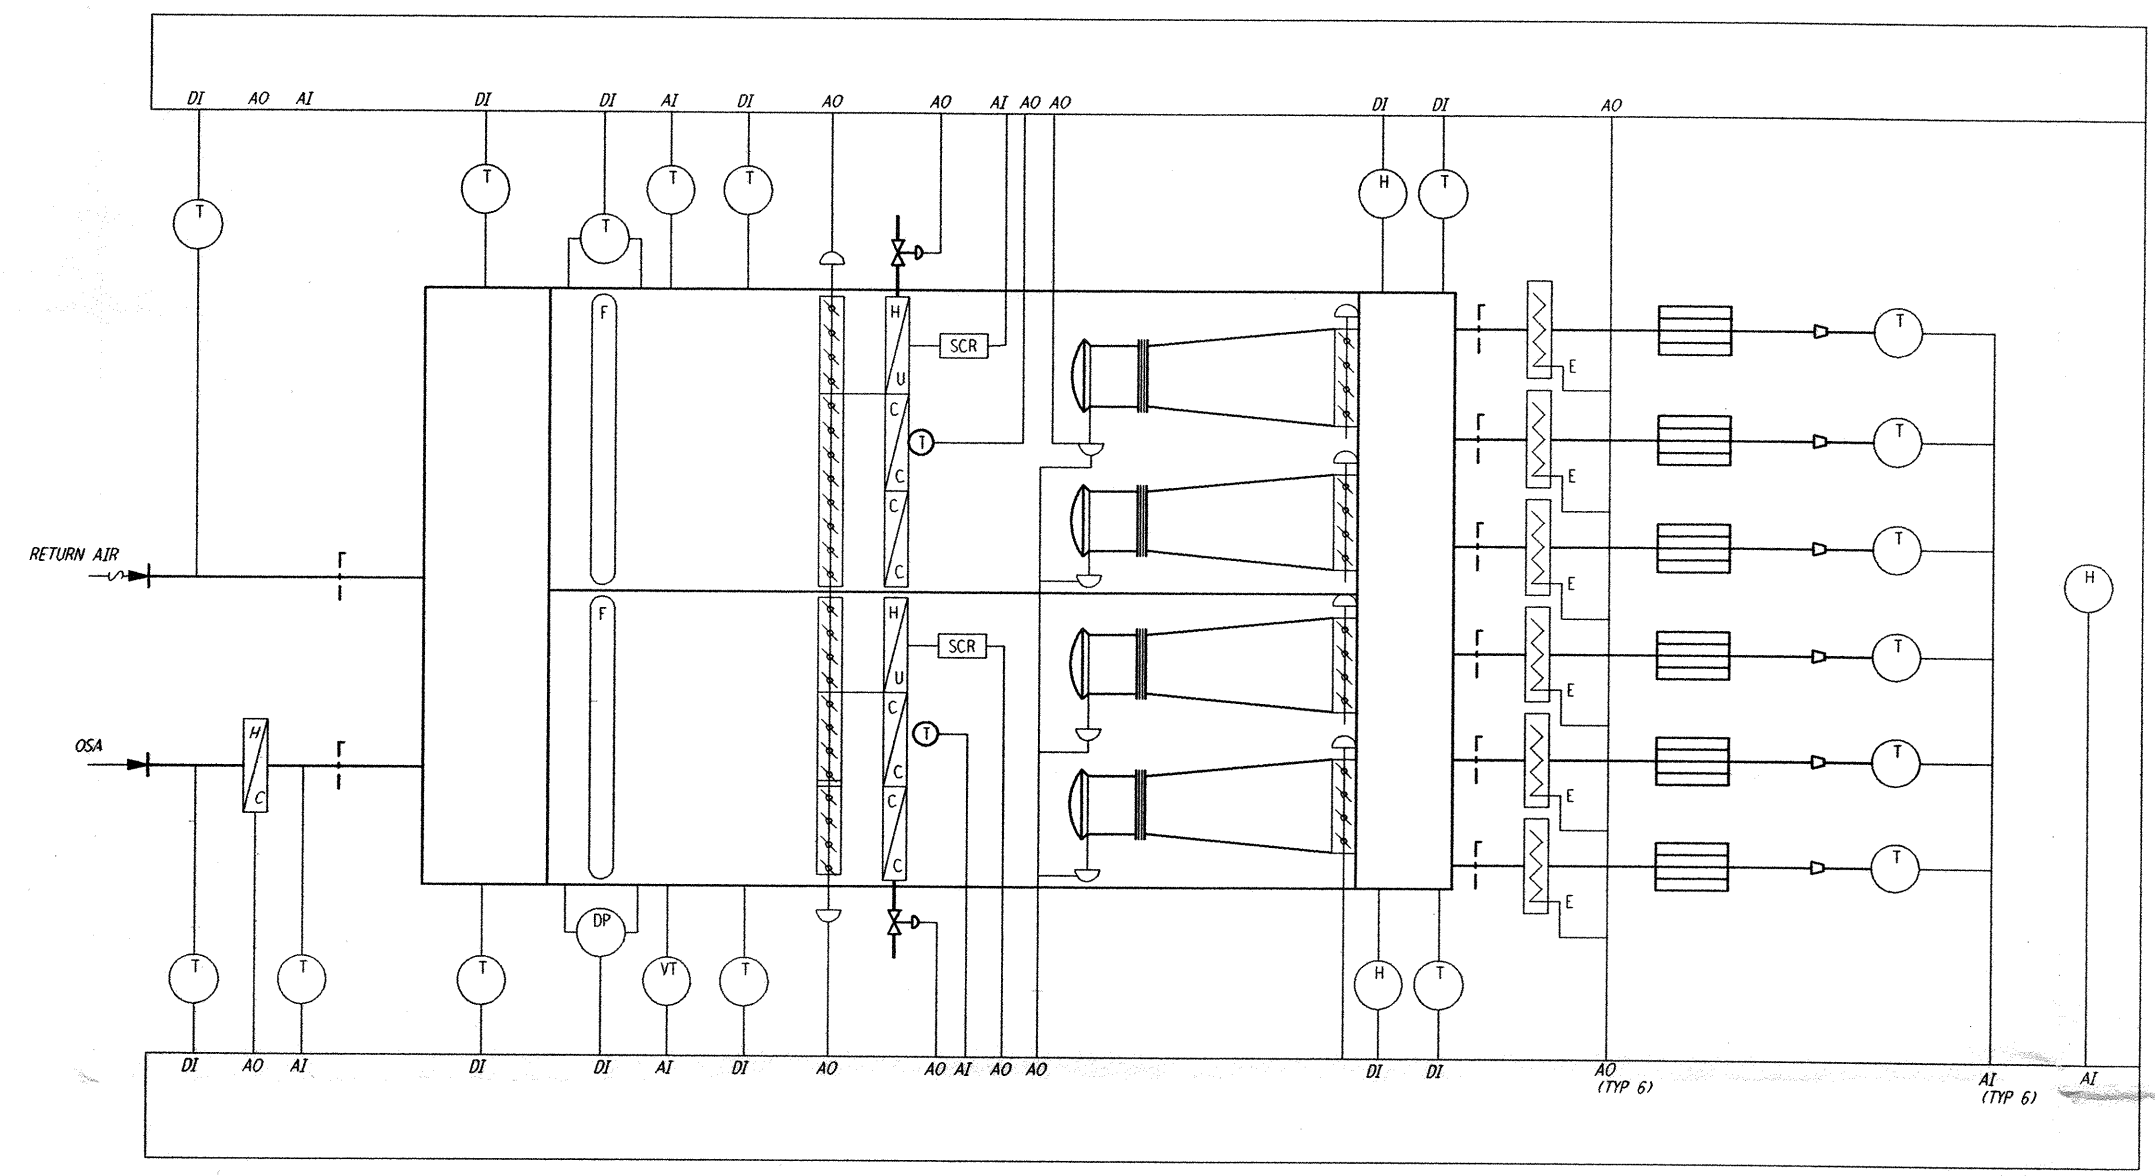 DI AO AI DI DI AI DI AO AO AI AO AO DI DI AO
T T T T T H T
T
F H SCR T
U E
C
T T
C E
C T
RETURN AIR C E H
F H SCR T
U E
C
OSA H T T
C C E
C T
C E
DP
T T T VT T H T
DI AO AI DI DI AI DI AO AO AI AO AO DI DI AO AI AI
(TYP 6) (TYP 6)